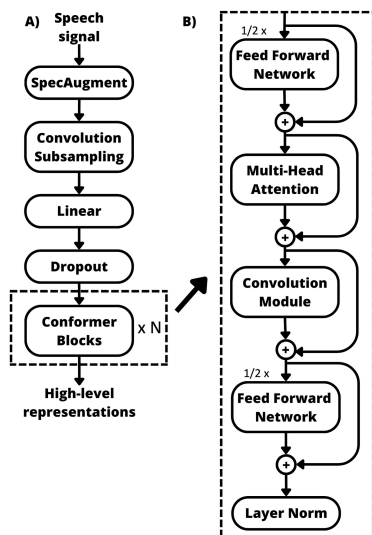 A)
Speech
signal
SpecAugment
Convolution
Subsampling
Linear
Dropout
Conformer
Blocks
x N
High-level
representations
B)
1/2 x
Feed Forward
Network
+
Multi-Head
Attention
+
Convolution
Module
+
1/2 x
Feed Forward
Network
+
Layer Norm